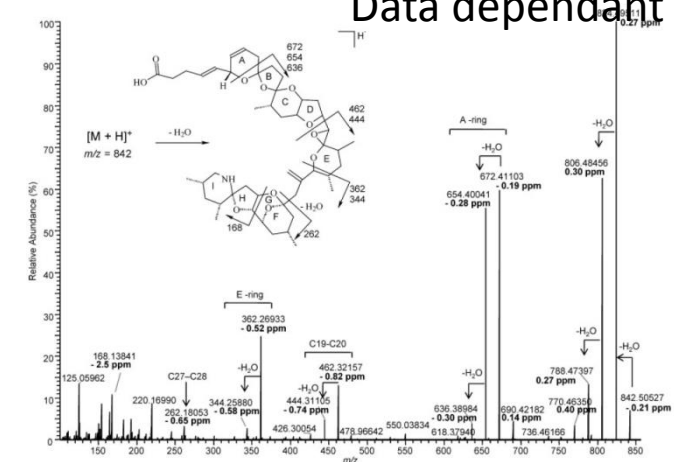 Data dependant
0.27 ppm
100
90
80
70
60
50
40
30
20
10
0
Relative Abundance (%)
[M + H]⁺
m/z = 842
- H₂O
HO
O
H
A
B
C
D
E
F
G
H
I
NH
O
672
654
636
462
444
362
344
- H₂O
262
168
H
A -ring
-H₂O
672.41103
- 0.19 ppm
654.40041
- 0.28 ppm
-H₂O
806.48456
0.30 ppm
E -ring
362.26933
- 0.52 ppm
C19-C20
462.32157
- 0.82 ppm
-H₂O
-H₂O
-H₂O
-H₂O
-H₂O
168.13841
- 2.5 ppm
125.05962
C27–C28
220.16990
262.18053
- 0.65 ppm
344.25880
- 0.58 ppm
444.31105
- 0.74 ppm
426.30054
478.96642
550.03834
636.38984
- 0.30 ppm
618.37940
690.42182
0.14 ppm
736.46166
770.46350
0.40 ppm
788.47397
0.27 ppm
842.50527
- 0.21 ppm
150 200 250 300 350 400 450 500 550 600 650 700 750 800 850
m/z